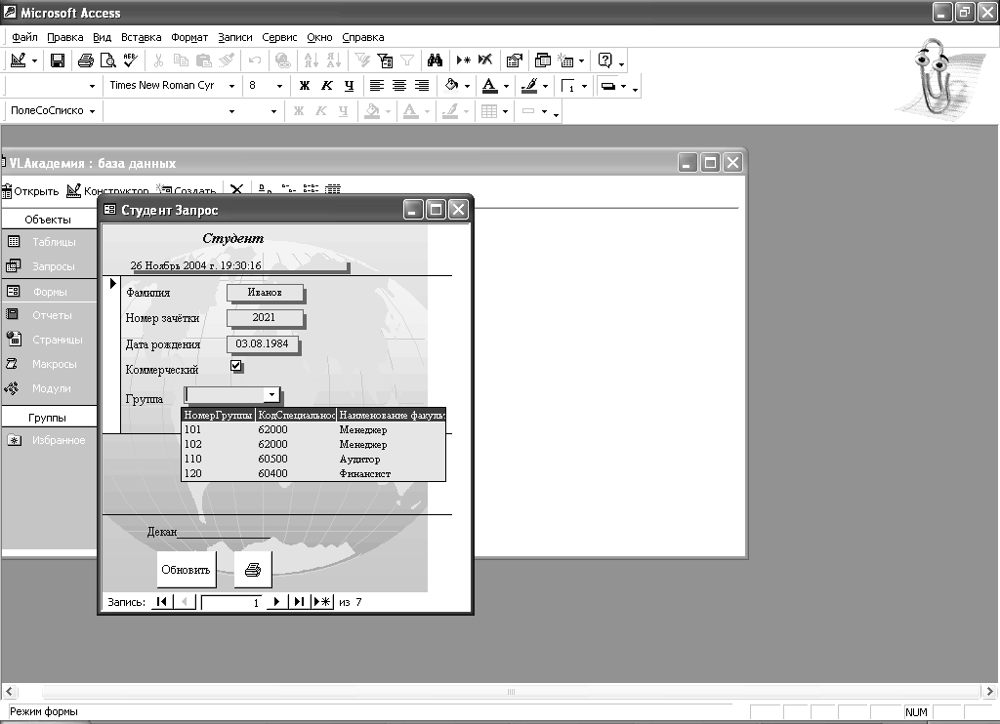 Microsoft Access
Файл Правка Вид Вставка Формат Записи Сервис Окно Справка
Times New Roman Cyr 8 Ж К Ч
ПолеСоСписко Ж К Ч
VLАкадемия : база данных
Открыть Конструктор Создать
Объекты
Таблицы
Запросы
Формы
Отчеты
Страницы
Макросы
Модули
Группы
Избранное
Студент Запрос
Студент
26 Ноябрь 2004 г. 19:30:16
Фамилия Иванов
Номер зачётки 2021
Дата рождения 03.08.1984
Коммерческий
Группа
НомерГруппы КодСпециальнос Наименование факуль
101 62000 Менеджер
102 62000 Менеджер
110 60500 Аудитор
120 60400 Финансист
Декан
Обновить
Запись: 1 из 7
Режим формы
NUM